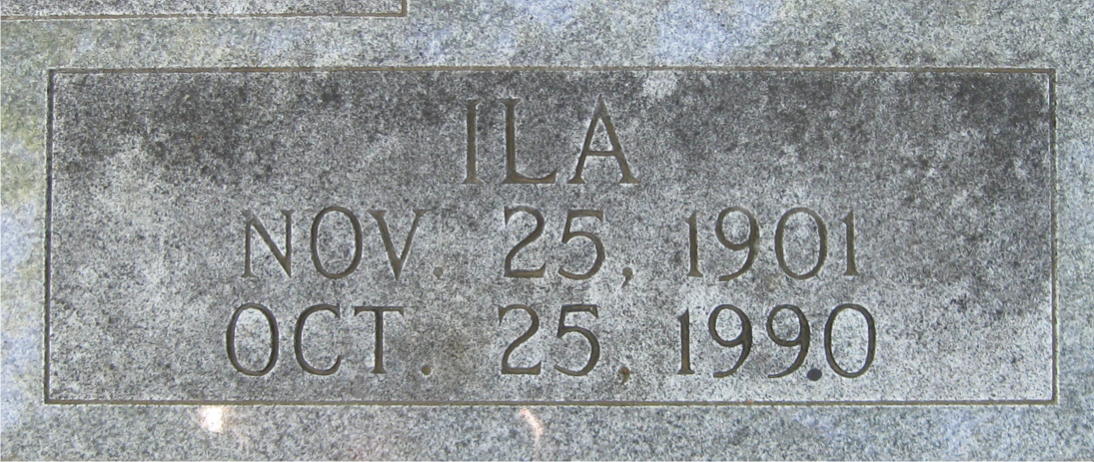 ILA
NOV. 25, 1901
OCT. 25, 1990